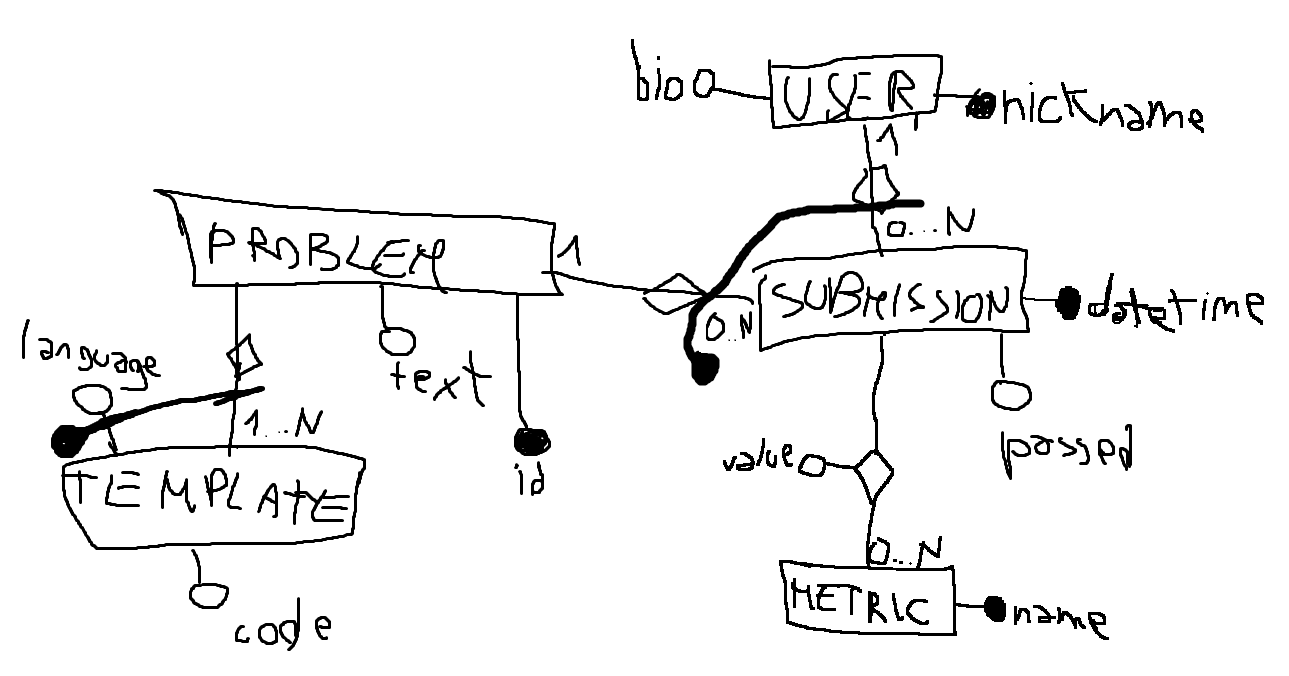 bio
USER
nickname
1
0...N
PROBLEM
1
0..N
SUBMISSION
datetime
language
text
1...N
id
passed
TEMPLATE
value
code
0...N
METRIC
name